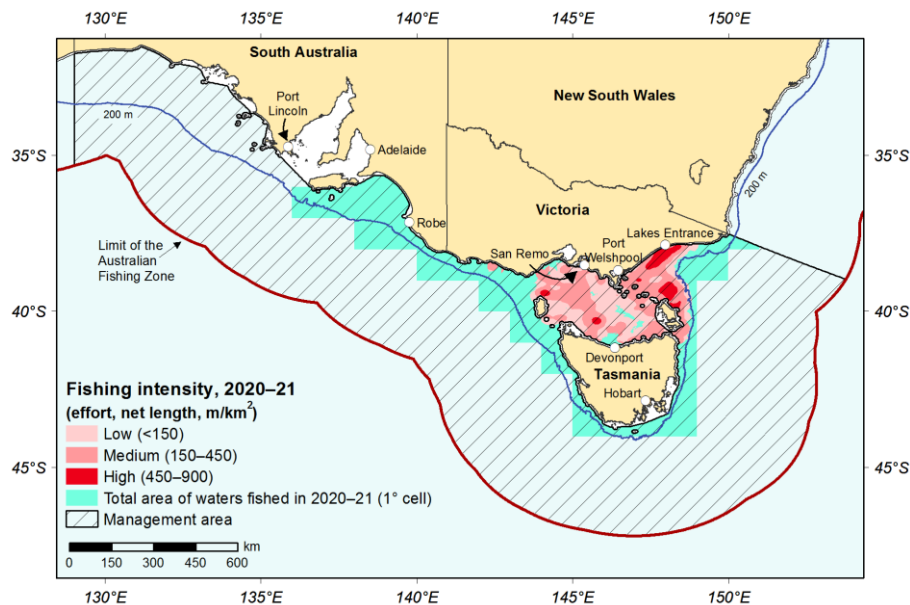 130°E 135°E 140°E 145°E 150°E
South Australia
New South Wales
Port
Lincoln
200 m
35°S
35°S
Adelaide
200 m
Victoria
Robe
Lakes Entrance
Port
Welshpool
San Remo
Limit of the
Australian
Fishing Zone
40°S
40°S
Devonport
Tasmania
Hobart
Fishing intensity, 2020–21
(effort, net length, m/km²)
Low (<150)
Medium (150–450)
High (450–900)
Total area of waters fished in 2020–21 (1° cell)
Management area
45°S
45°S
km
0 150 300 450 600
130°E 135°E 140°E 145°E 150°E